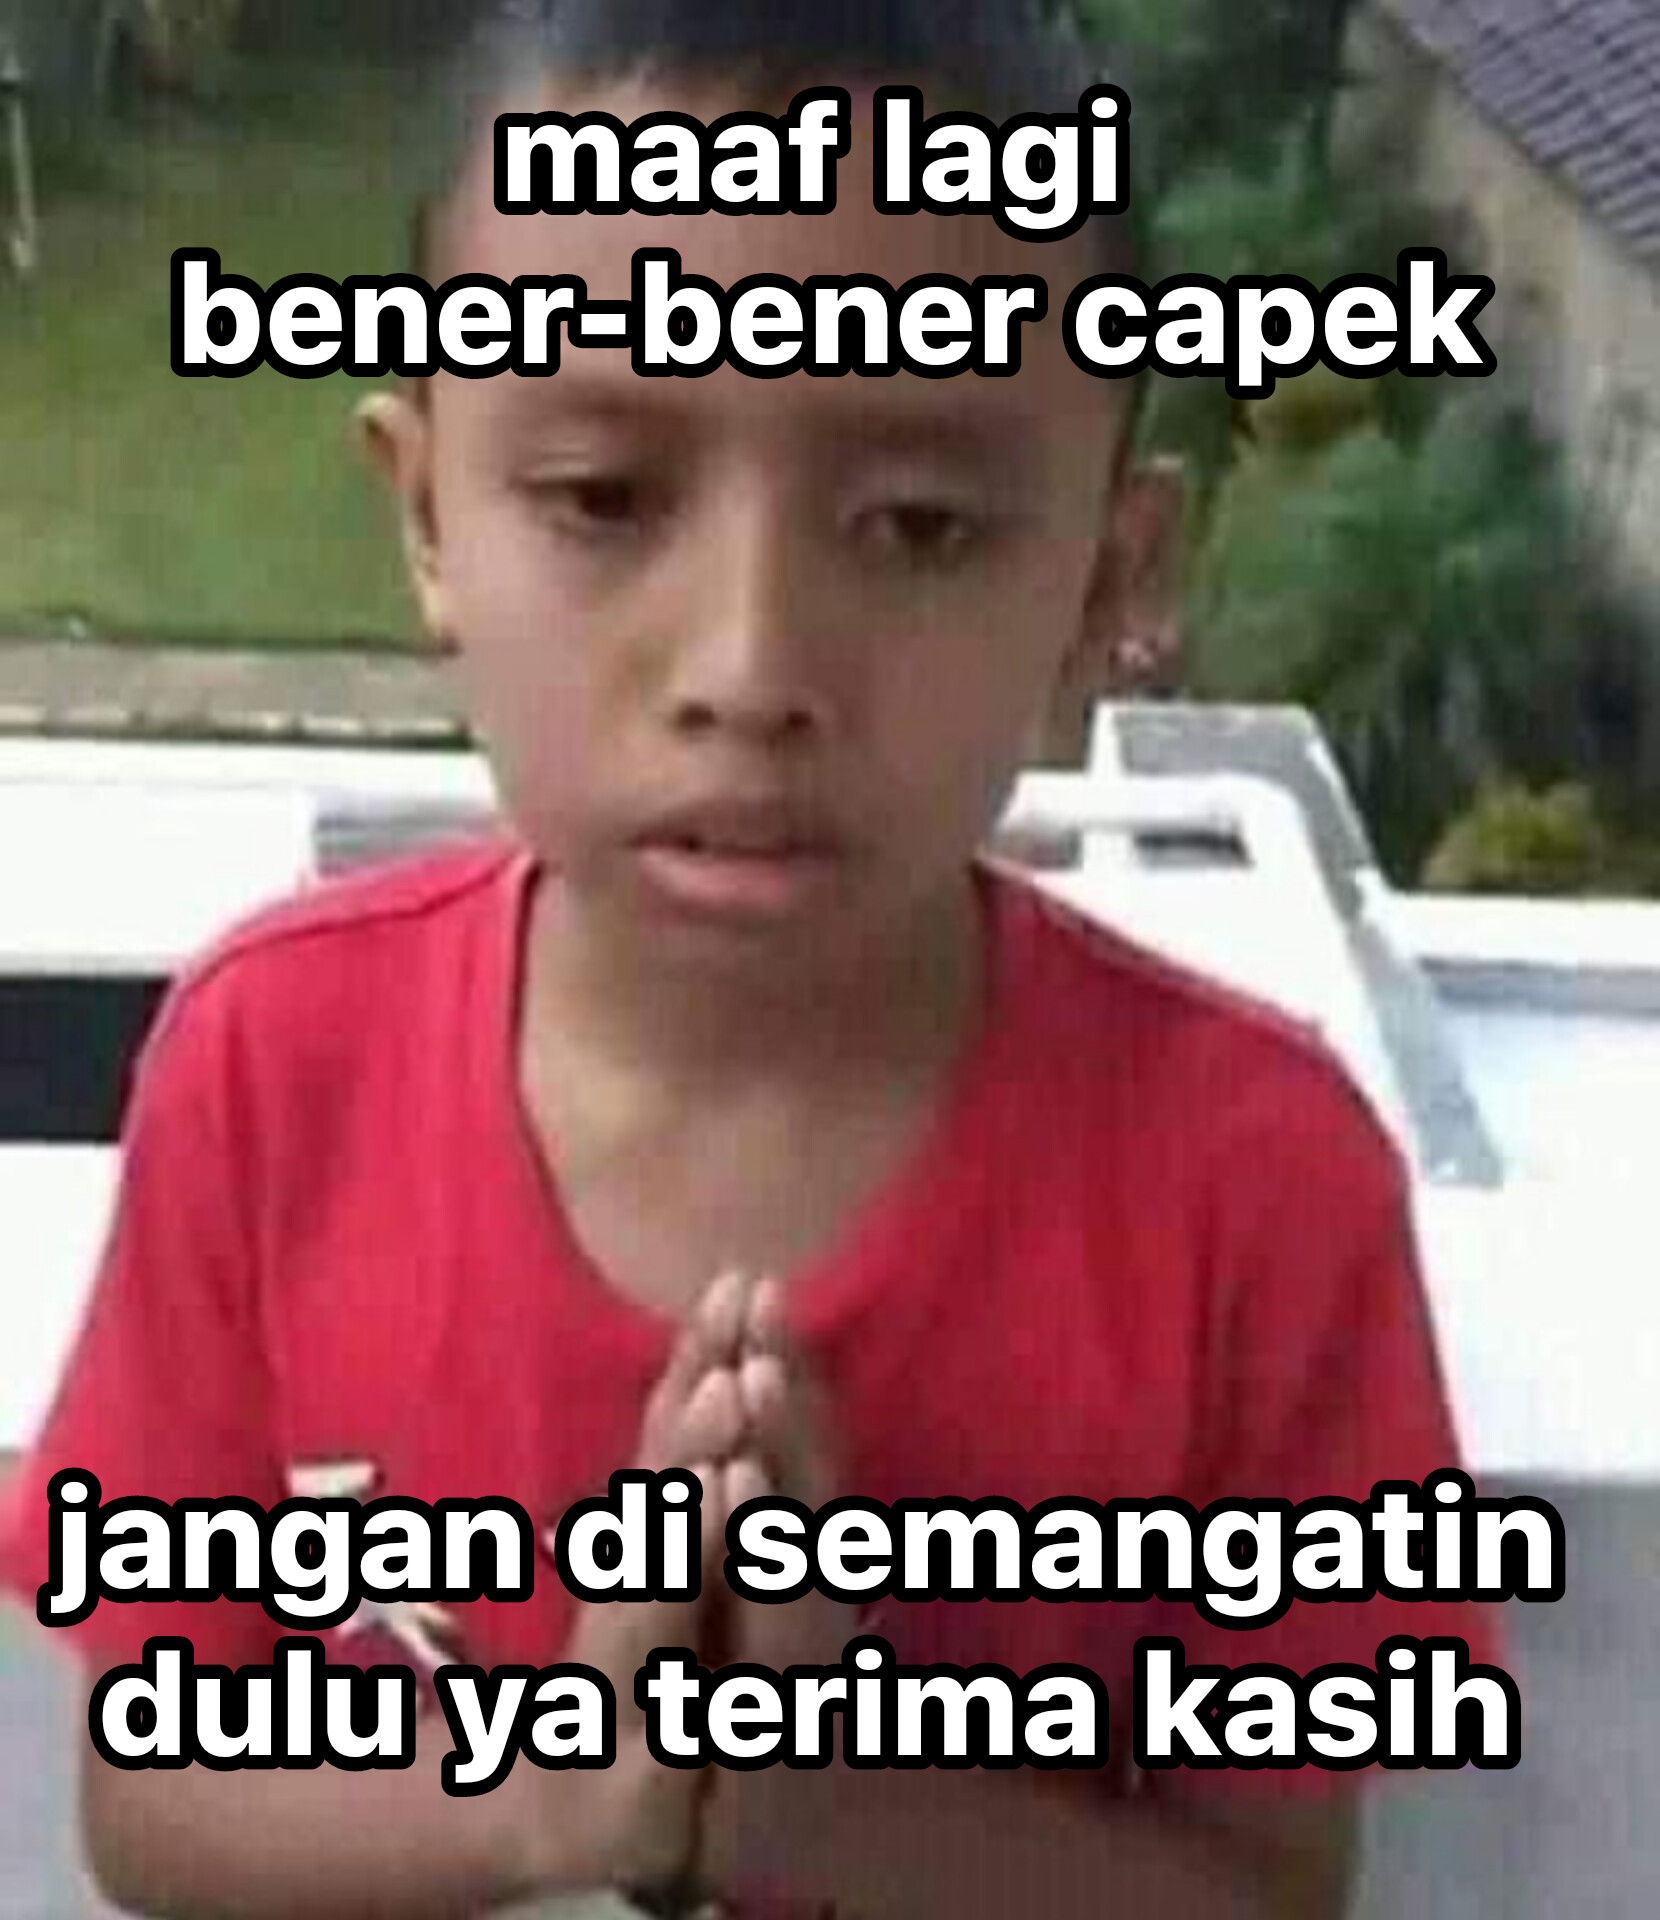 maaf lagi
bener-bener capek
jangan di semangatin
dulu ya terima kasih